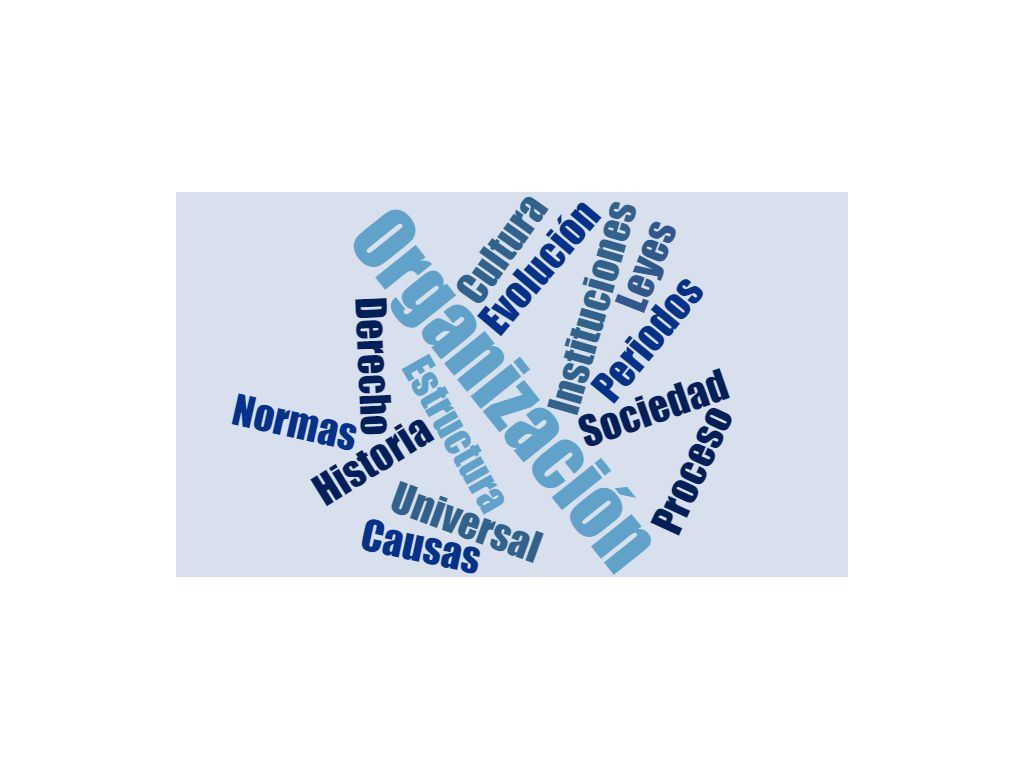 Organización
Cultura
Evolución
Instituciones
Leyes
Periodos
Sociedad
Proceso
Derecho
Estructura
Normas
Historia
Universal
Causas